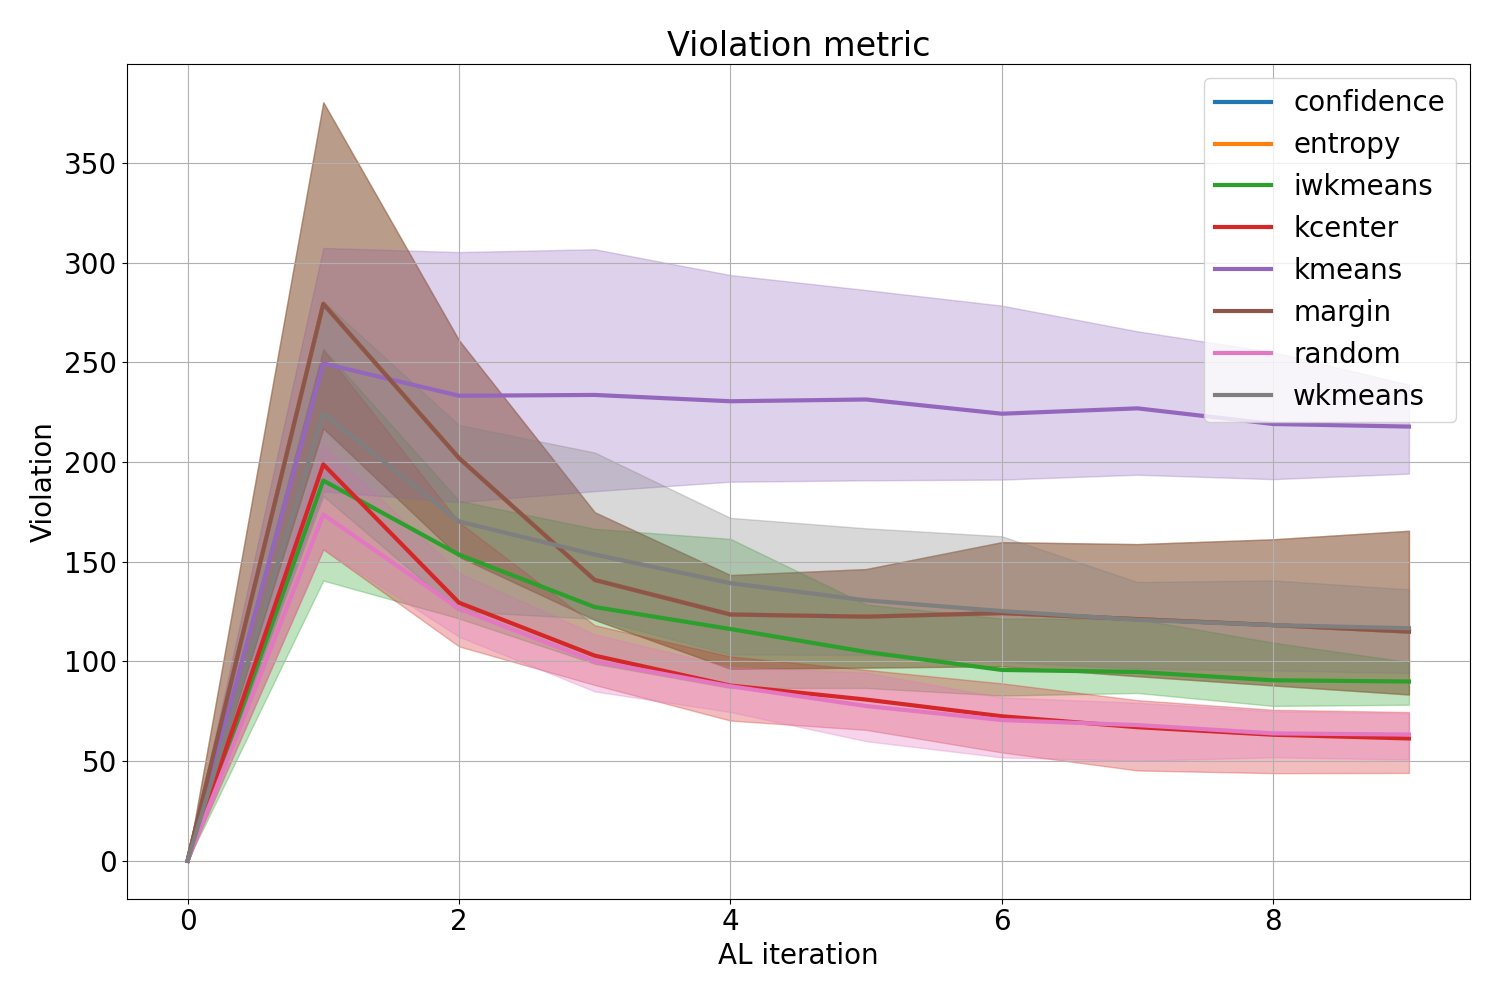 Violation metric
350
300
250
200
150
100
50
0
Violation
0 2 4 6 8
AL iteration
confidence
entropy
iwkmeans
kcenter
kmeans
margin
random
wkmeans